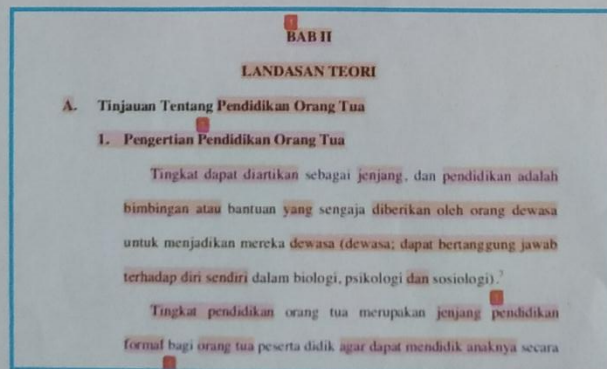 BAB II
LANDASAN TEORI
A. Tinjauan Tentang Pendidikan Orang Tua
1. Pengertian Pendidikan Orang Tua
Tingkat dapat diartikan sebagai jenjang, dan pendidikan adalah
bimbingan atau bantuan yang sengaja diberikan oleh orang dewasa
untuk menjadikan mereka dewasa (dewasa; dapat bertanggung jawab
terhadap diri sendiri dalam biologi, psikologi dan sosiologi).
Tingkat pendidikan orang tua merupakan jenjang pendidikan
formal bagi orang tua peserta didik agar dapat mendidik anaknya secara